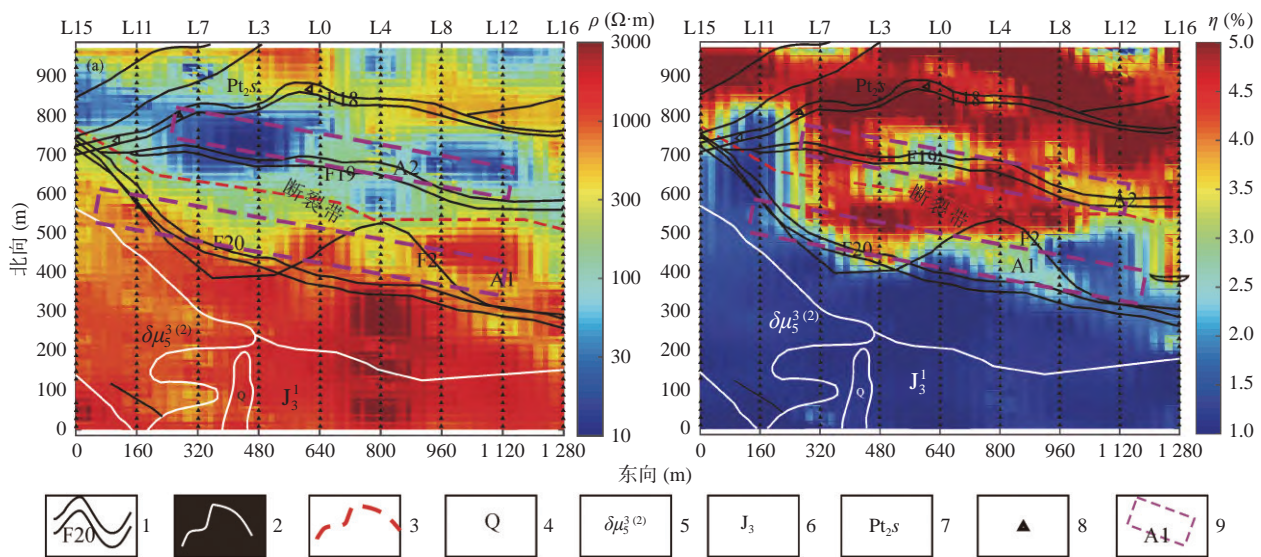 L15 L11 L7 L3 L0 L4 L8 L12 L16 ρ (Ω·m)
L15 L11 L7 L3 L0 L4 L8 L12 L16 η (%)
(a)
900
800
700
600
500
400
300
200
100
0
北向 (m)
Pt₂s
F18
A2
F19
断裂带
F20
F2
A1
δμ₅³⁽²⁾
J₃¹
Q
0 160 320 480 640 800 960 1 120 1 280
3000
1000
300
100
30
10
900
800
700
600
500
400
300
200
100
0
Pt₂s
F18
F19
A2
断裂带
F20
F2
A1
δμ₅³⁽²⁾
J₃¹
Q
0 160 320 480 640 800 960 1 120 1 280
5.0
4.5
4.0
3.5
3.0
2.5
2.0
1.5
1.0
东向 (m)
F20 1
2
3
Q 4
δμ₅³⁽²⁾ 5
J₃ 6
Pt₂s 7
8
A1 9